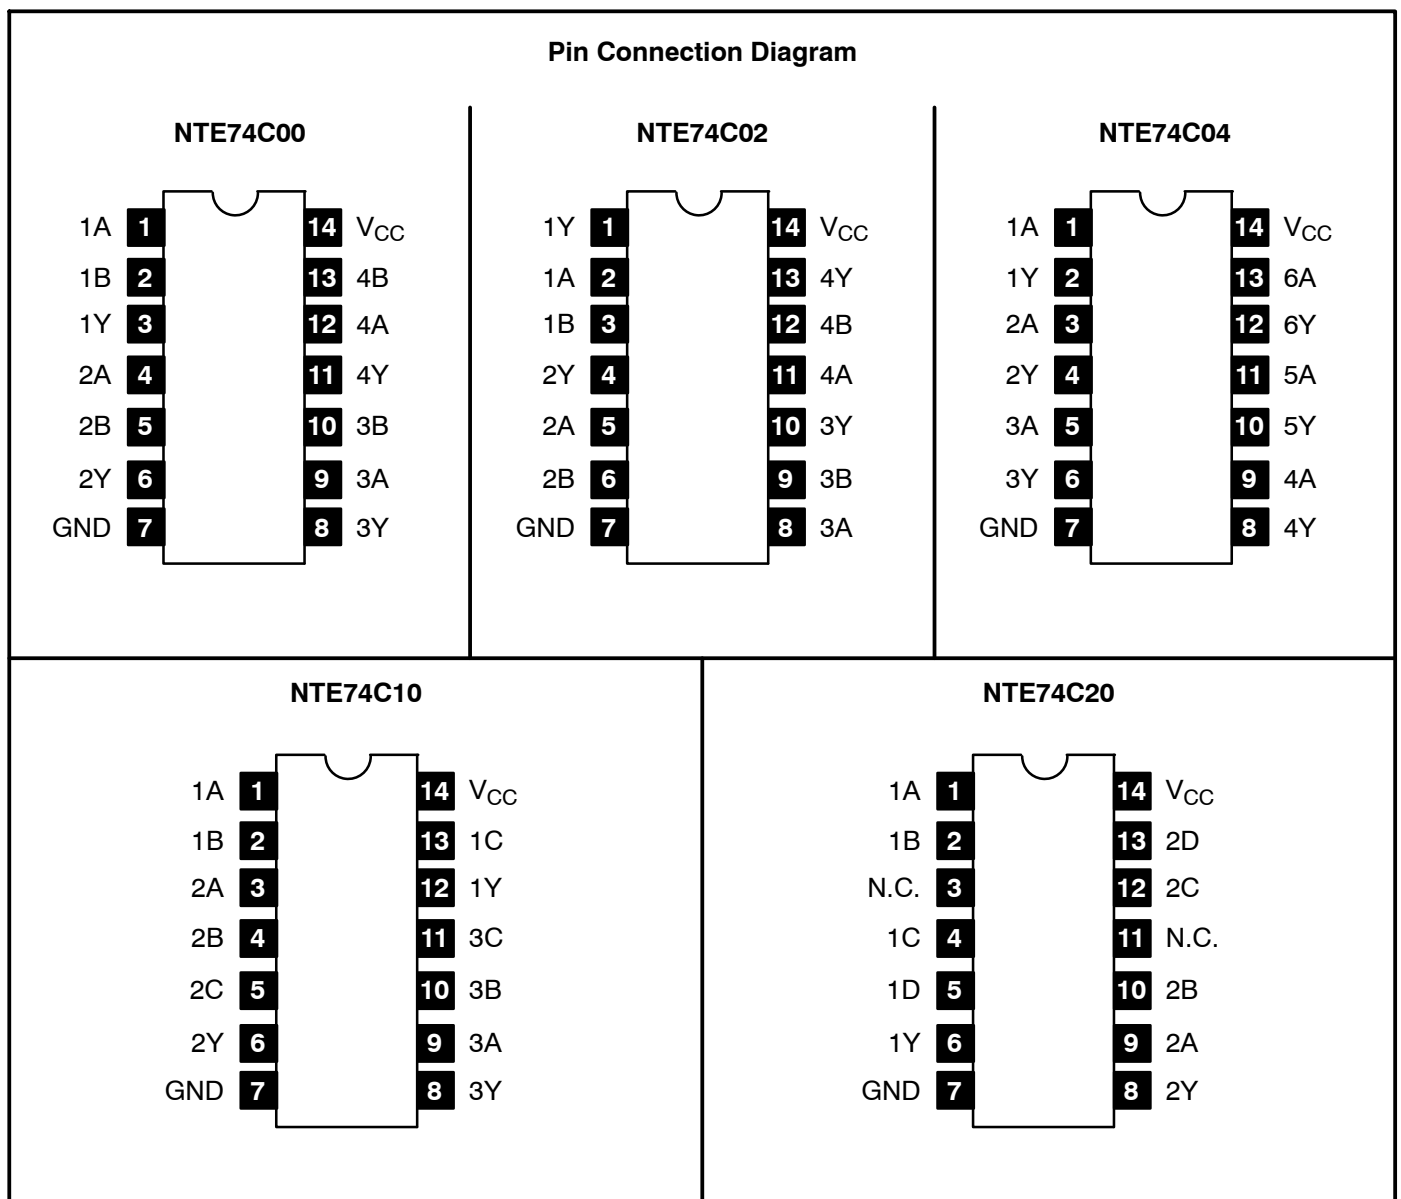 Pin Connection Diagram
NTE74C00
1A 1 14 VCC
1B 2 13 4B
1Y 3 12 4A
2A 4 11 4Y
2B 5 10 3B
2Y 6 9 3A
GND 7 8 3Y
NTE74C02
1Y 1 14 VCC
1A 2 13 4Y
1B 3 12 4B
2Y 4 11 4A
2A 5 10 3Y
2B 6 9 3B
GND 7 8 3A
NTE74C04
1A 1 14 VCC
1Y 2 13 6A
2A 3 12 6Y
2Y 4 11 5A
3A 5 10 5Y
3Y 6 9 4A
GND 7 8 4Y
NTE74C10
1A 1 14 VCC
1B 2 13 1C
2A 3 12 1Y
2B 4 11 3C
2C 5 10 3B
2Y 6 9 3A
GND 7 8 3Y
NTE74C20
1A 1 14 VCC
1B 2 13 2D
N.C. 3 12 2C
1C 4 11 N.C.
1D 5 10 2B
1Y 6 9 2A
GND 7 8 2Y